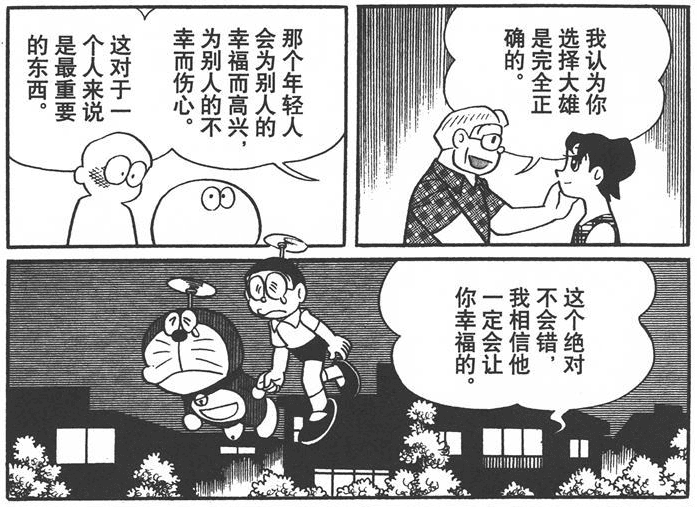 我认为你
选择大雄
是完全正
确的。
那个年轻人
会为别人的
幸福而高兴，
为别人的不
幸而伤心。
这对于一
个人来说
是最重要
的东西。
这个绝对
不会错，
我相信他
一定会让
你幸福的。